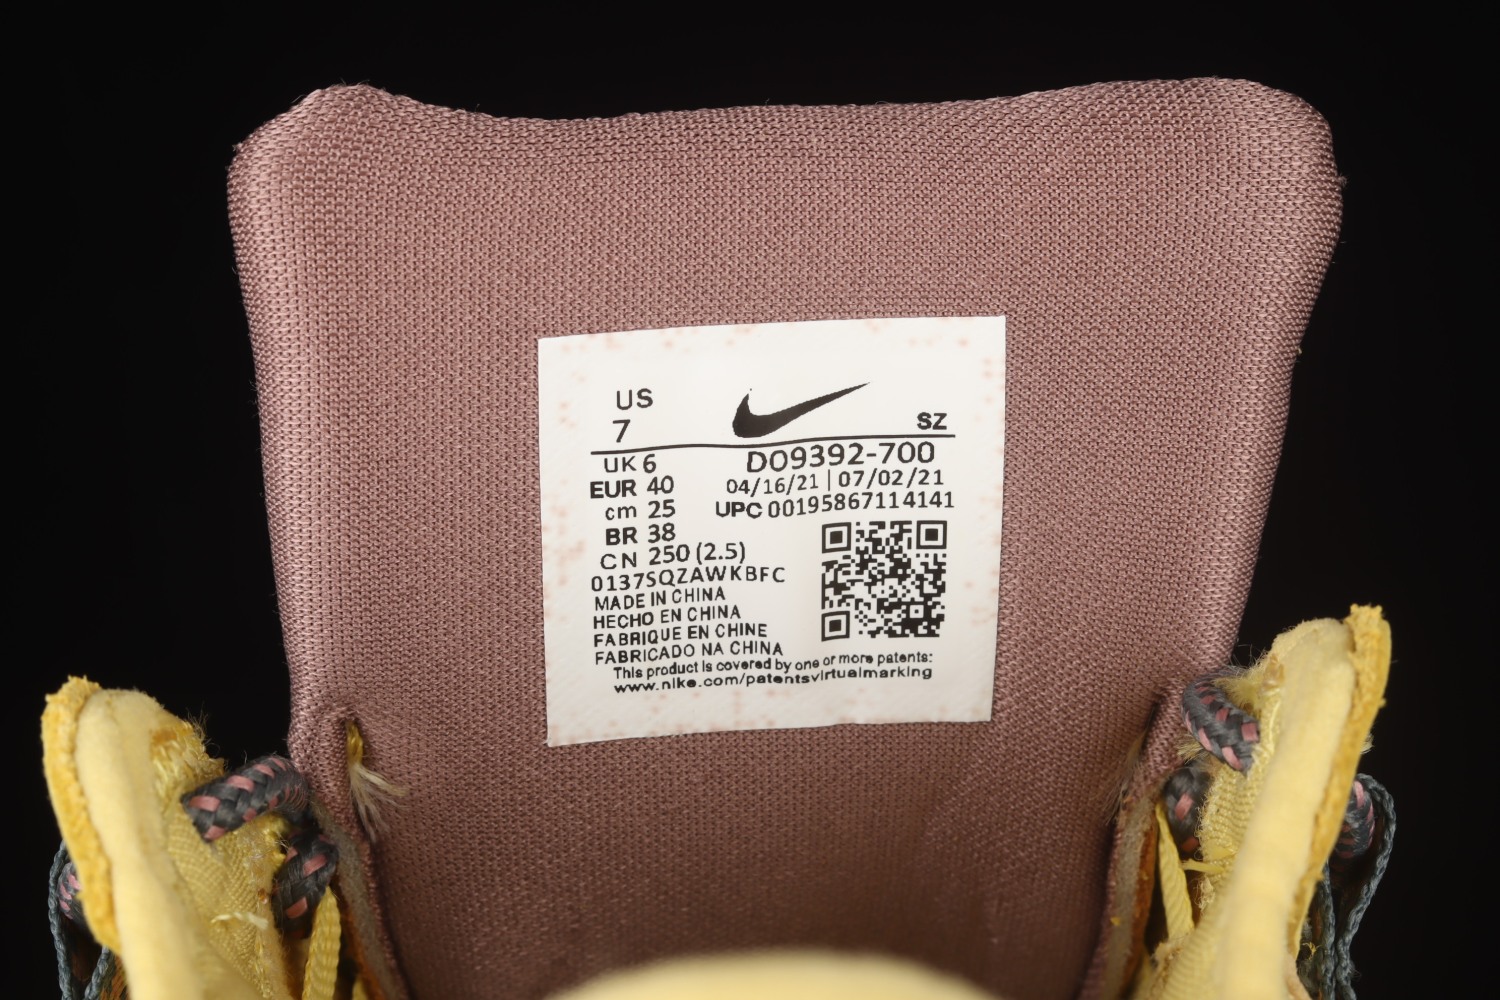 US
7
SZ
UK 6
DO9392-700
EUR 40
04/16/21 | 07/02/21
cm 25
UPC 00195867114141
BR 38
CN 250 (2.5)
0137SQZAWKBFC
MADE IN CHINA
HECHO EN CHINA
FABRIQUE EN CHINE
FABRICADO NA CHINA
This product is covered by one or more patents:
www.nike.com/patentsvirtualmarking